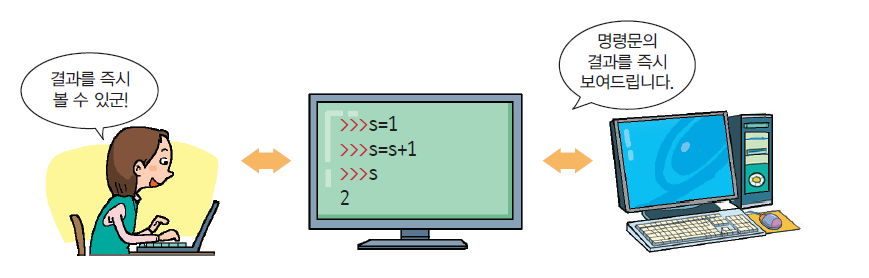 결과를 즉시
볼 수 있군!
>>>s=1
>>>s=s+1
>>>s
2
명령문의
결과를 즉시
보여드립니다.